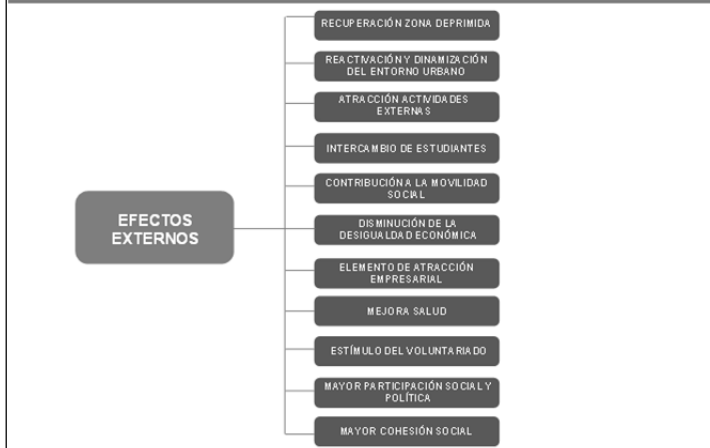 RECUPERACIÓN ZONA DEPRIMIDA
REACTIVACIÓN Y DINAMIZACIÓN
DEL ENTORNO URBANO
ATRACCIÓN ACTIVIDADES
EXTERNAS
INTERCAMBIO DE ESTUDIANTES
CONTRIBUCIÓN A LA MOVILIDAD
SOCIAL
EFECTOS
EXTERNOS
DISMINUCIÓN DE LA
DESIGUALDAD ECONÓMICA
ELEMENTO DE ATRACCIÓN
EMPRESARIAL
MEJORA SALUD
ESTÍMULO DEL VOLUNTARIADO
MAYOR PARTICIPACIÓN SOCIAL Y
POLÍTICA
MAYOR COHESIÓN SOCIAL